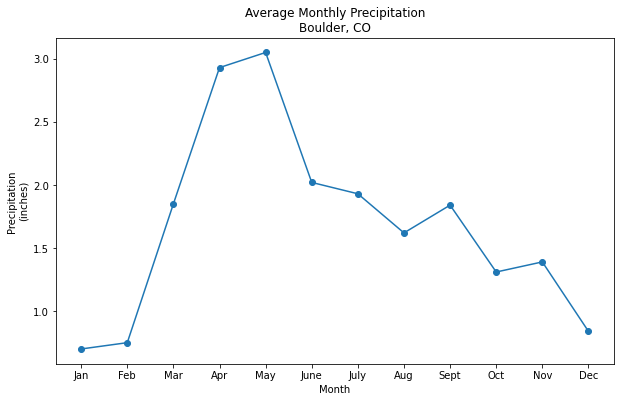 Average Monthly Precipitation
Boulder, CO
Precipitation
(inches)
3.0
2.5
2.0
1.5
1.0
Jan Feb Mar Apr May June July Aug Sept Oct Nov Dec
Month